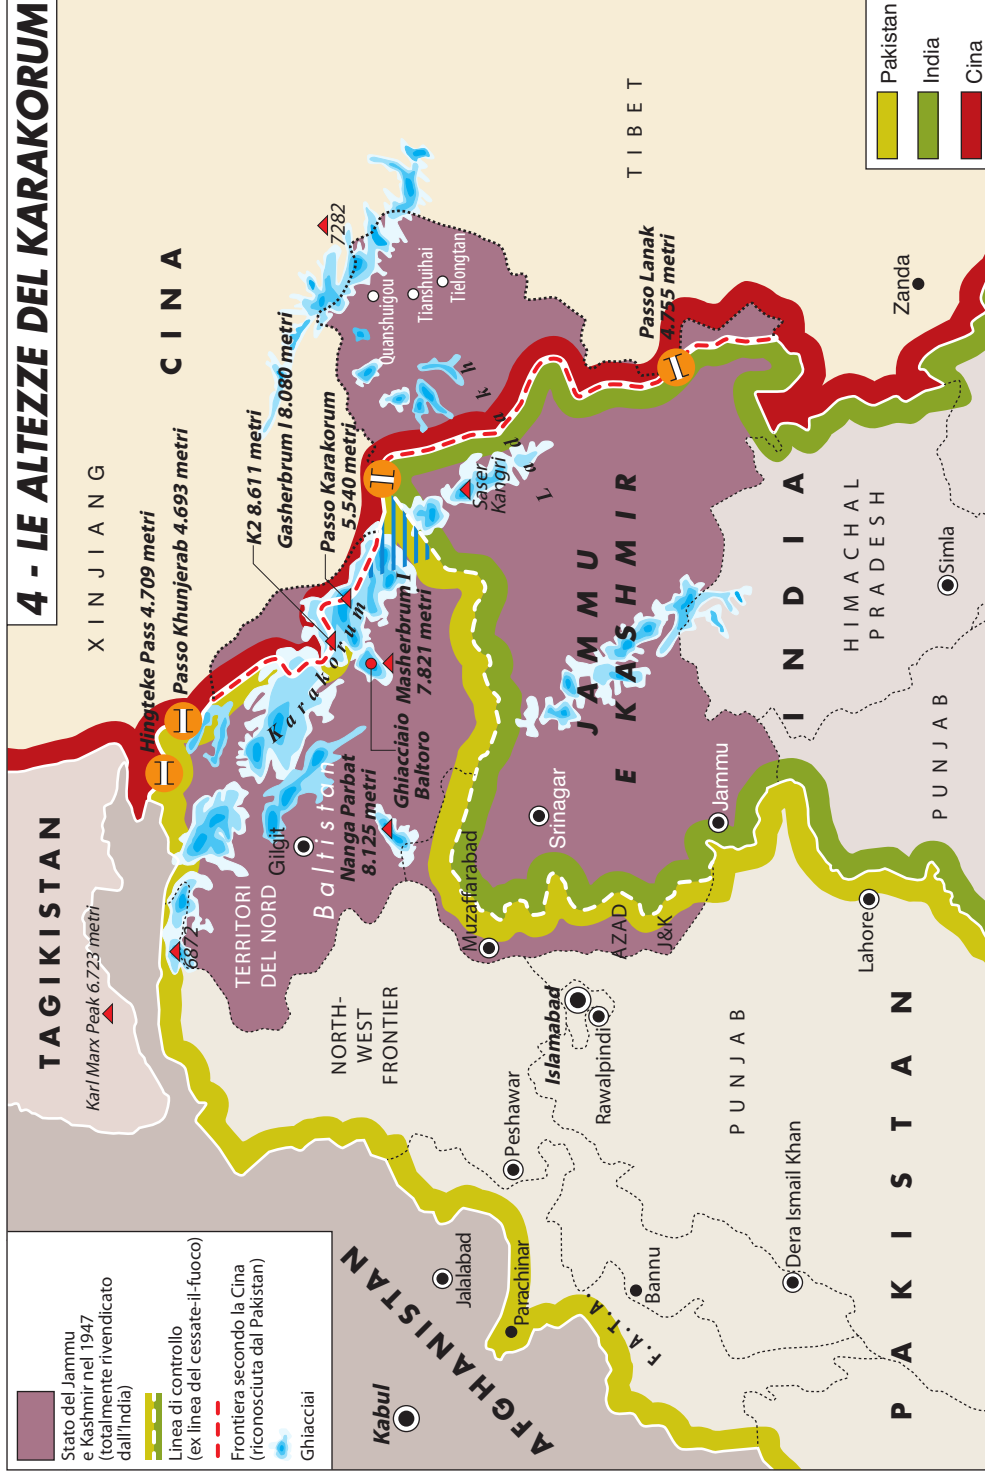 4 - LE ALTEZZE DEL KARAKORUM
Stato del Jammu
e Kashmir nel 1947
(totalmente rivendicato
dall'India)
Linea di controllo
(ex linea del cessate-il-fuoco)
Frontiera secondo la Cina
(riconosciuta dal Pakistan)
Ghiacciai
Pakistan
India
Cina
TAGIKISTAN
Karl Marx Peak 6.723 metri
XINJIANG
CINA
TIBET
Hingteke Pass 4.709 metri
Passo Khunjerab 4.693 metri
K2 8.611 metri
Gasherbrum I 8.080 metri
Passo Karakorum
5.540 metri
7282
6872
Quanshuigou
Tianshuihai
Tielongtan
Karakorum
TERRITORI
DEL NORD
Gilgit
Baltistan
Nanga Parbat
8.125 metri
Ghiacciaio
Baltoro
Masherbrum I
7.821 metri
Saser
Kangri
Ladakh
Passo Lanak
4.755 metri
Zanda
NORTH-
WEST
FRONTIER
Muzaffarabad
Srinagar
JAMMU
E KASHMIR
AZAD
J&K
Jammu
Islamabad
Rawalpindi
Peshawar
Jalalabad
Kabul
AFGHANISTAN
Parachinar
F.A.T.A.
Bannu
Dera Ismail Khan
PUNJAB
Lahore
PAKISTAN
PUNJAB
INDIA
HIMACHAL
PRADESH
Simla